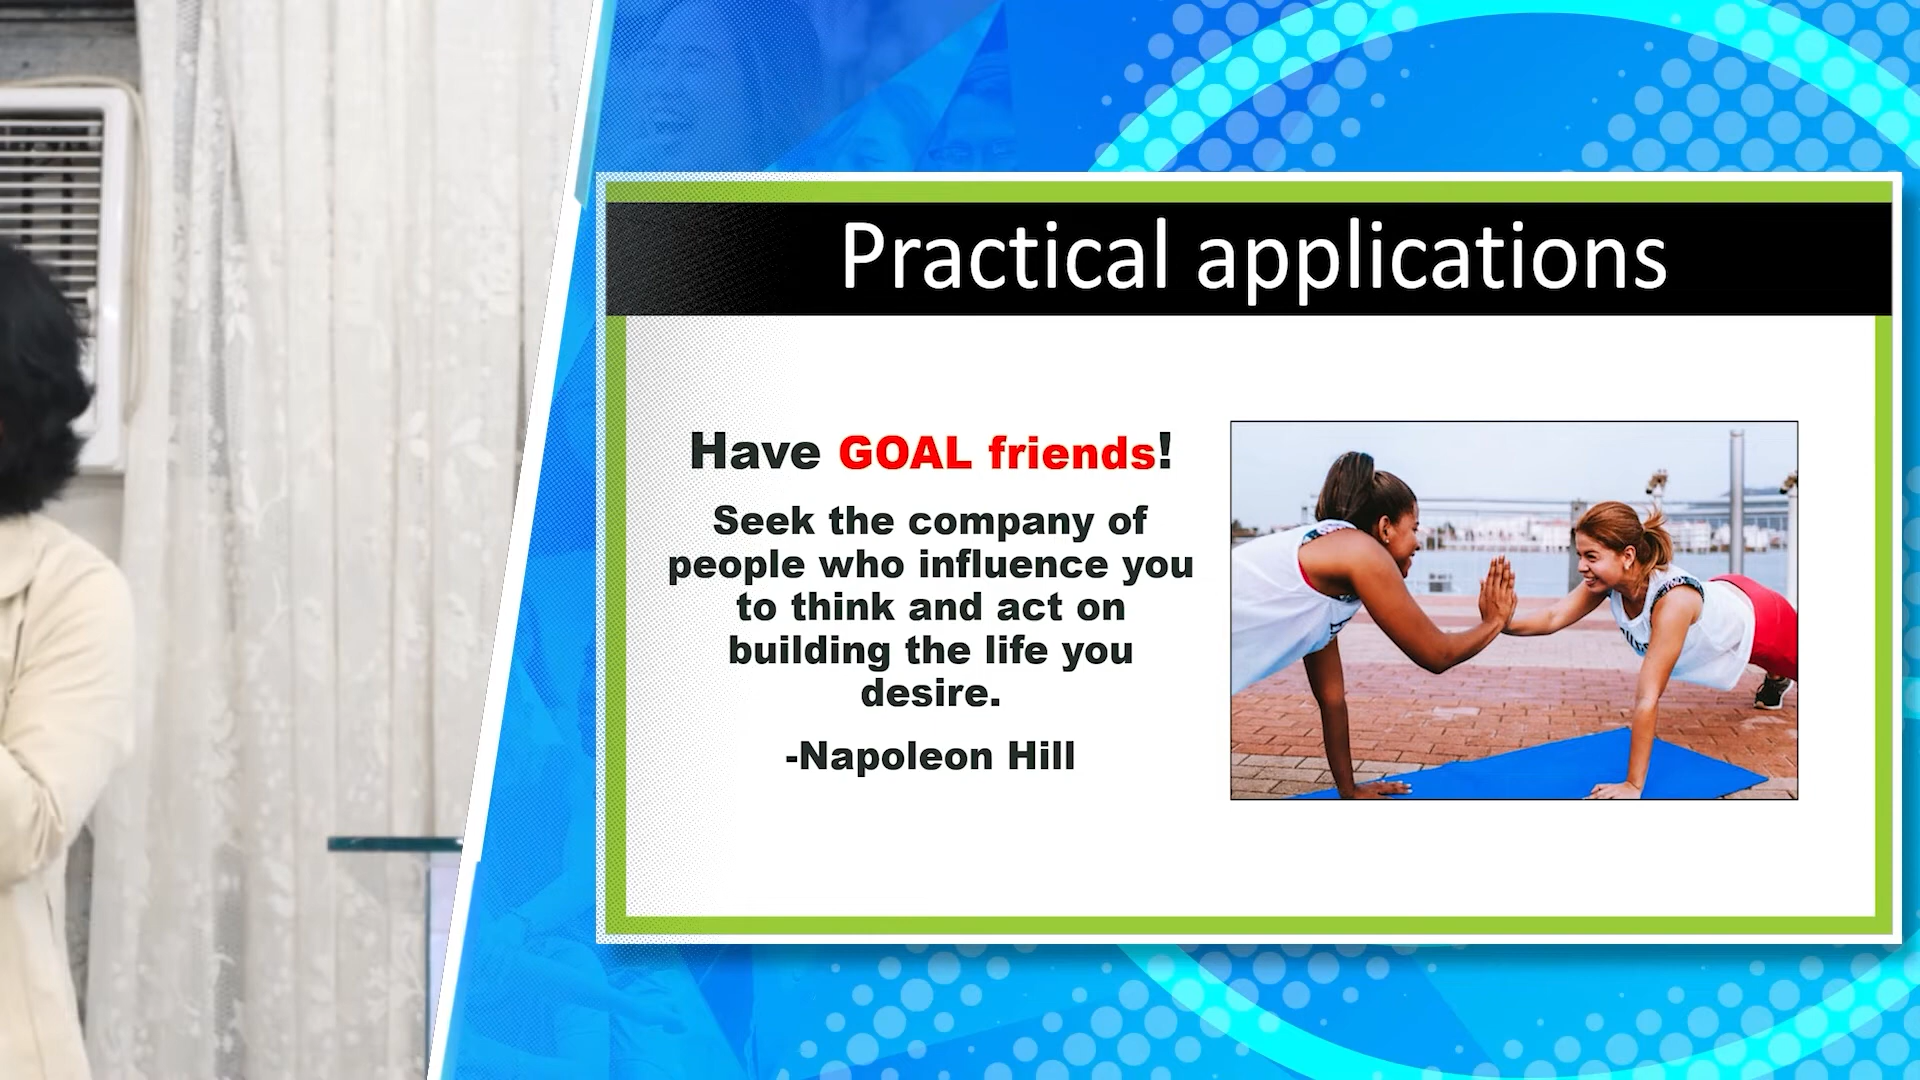 Practical applications
Have GOAL friends!
Seek the company of
people who influence you
to think and act on
building the life you
desire.
-Napoleon Hill